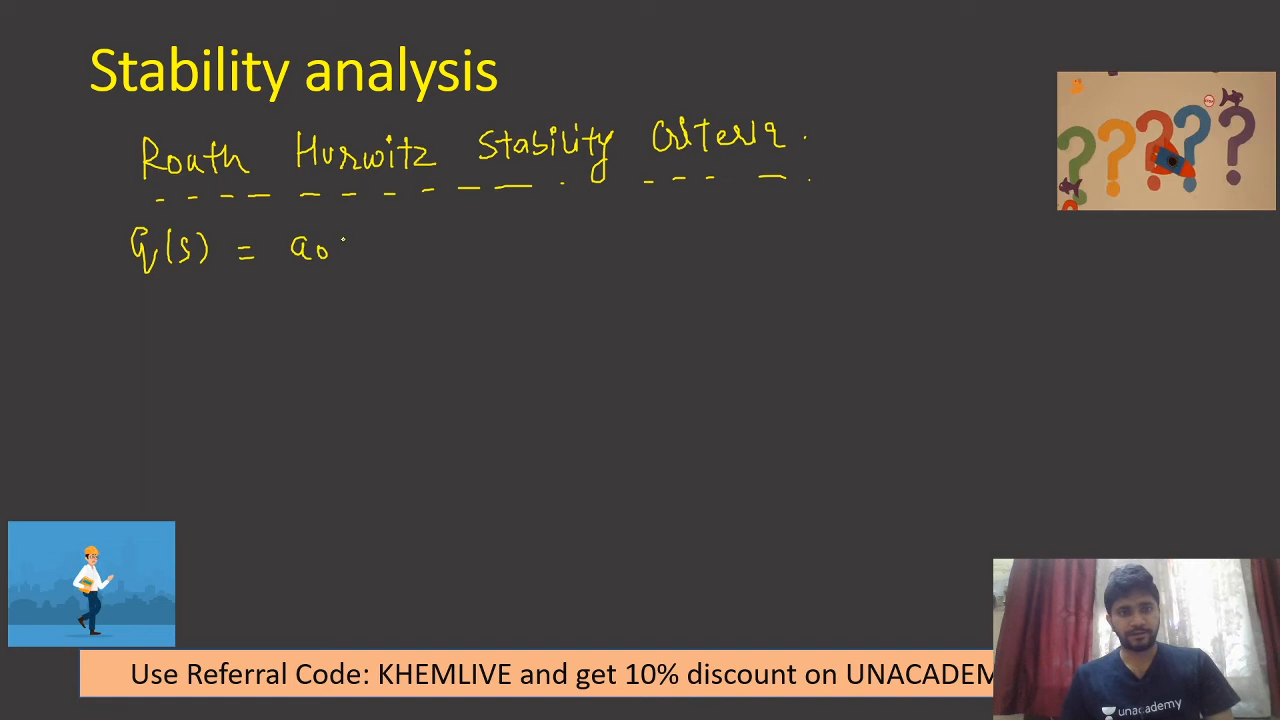 Stability analysis
Routh Hurwitz Stability Criteria.
q(s) = a0
? ? ? ? ?
Use Referral Code: KHEMLIVE and get 10% discount on UNACADEM
unacademy